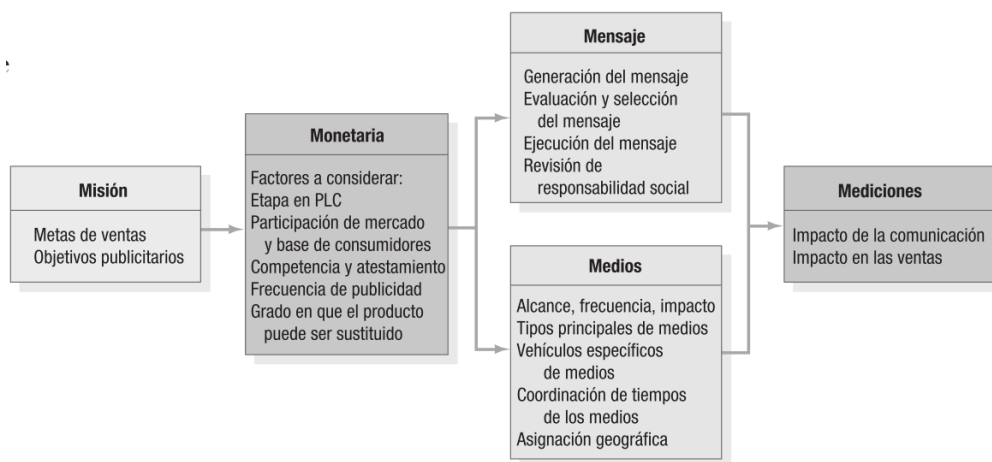 Misión
Metas de ventas
Objetivos publicitarios
Monetaria
Factores a considerar:
Etapa en PLC
Participación de mercado
y base de consumidores
Competencia y atestamiento
Frecuencia de publicidad
Grado en que el producto
puede ser sustituido
Mensaje
Generación del mensaje
Evaluación y selección
del mensaje
Ejecución del mensaje
Revisión de
responsabilidad social
Medios
Alcance, frecuencia, impacto
Tipos principales de medios
Vehículos específicos
de medios
Coordinación de tiempos
de los medios
Asignación geográfica
Mediciones
Impacto de la comunicación
Impacto en las ventas